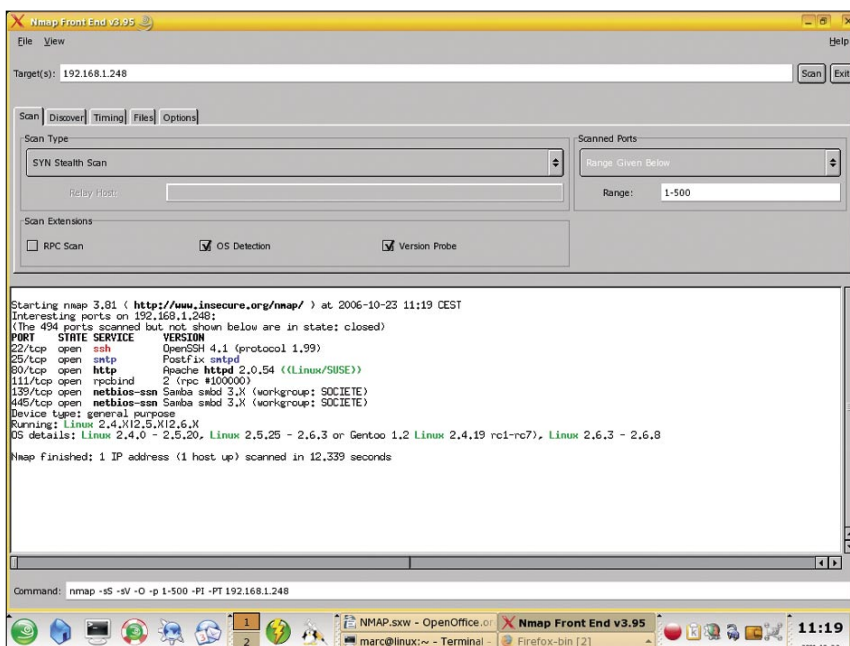 Nmap Front End v3.95
File View Help
Target(s): 192.168.1.248 Scan Exit
Scan Discover Timing Files Options
Scan Type
SYN Stealth Scan
Relay Host:
Scanned Ports
Range Given Below
Range: 1-500
Scan Extensions
RPC Scan OS Detection Version Probe
Starting nmap 3.81 ( http://www.insecure.org/nmap/ ) at 2006-10-23 11:19 CEST
Interesting ports on 192.168.1.248:
(The 494 ports scanned but not shown below are in state: closed)
PORT STATE SERVICE VERSION
22/tcp open ssh OpenSSH 4.1 (protocol 1.99)
25/tcp open smtp Postfix smtpd
80/tcp open http Apache httpd 2.0.54 ((Linux/SUSE))
111/tcp open rpcbind 2 (rpc #100000)
139/tcp open netbios-ssn Samba smbd 3.X (workgroup: SOCIETE)
445/tcp open netbios-ssn Samba smbd 3.X (workgroup: SOCIETE)
Device type: general purpose
Running: Linux 2.4.X|2.5.X|2.6.X
OS details: Linux 2.4.0 - 2.5.20, Linux 2.5.25 - 2.6.3 or Gentoo 1.2 Linux 2.4.19 rc1-rc7), Linux 2.6.3 - 2.6.8
Nmap finished: 1 IP address (1 host up) scanned in 12.339 seconds
Command: nmap -sS -sV -O -p 1-500 -PI -PT 192.168.1.248
1
2
NMAP.sxw - OpenOffice.or
marc@linux:~ - Terminal -
Nmap Front End v3.95
Firefox-bin [2]
11:19